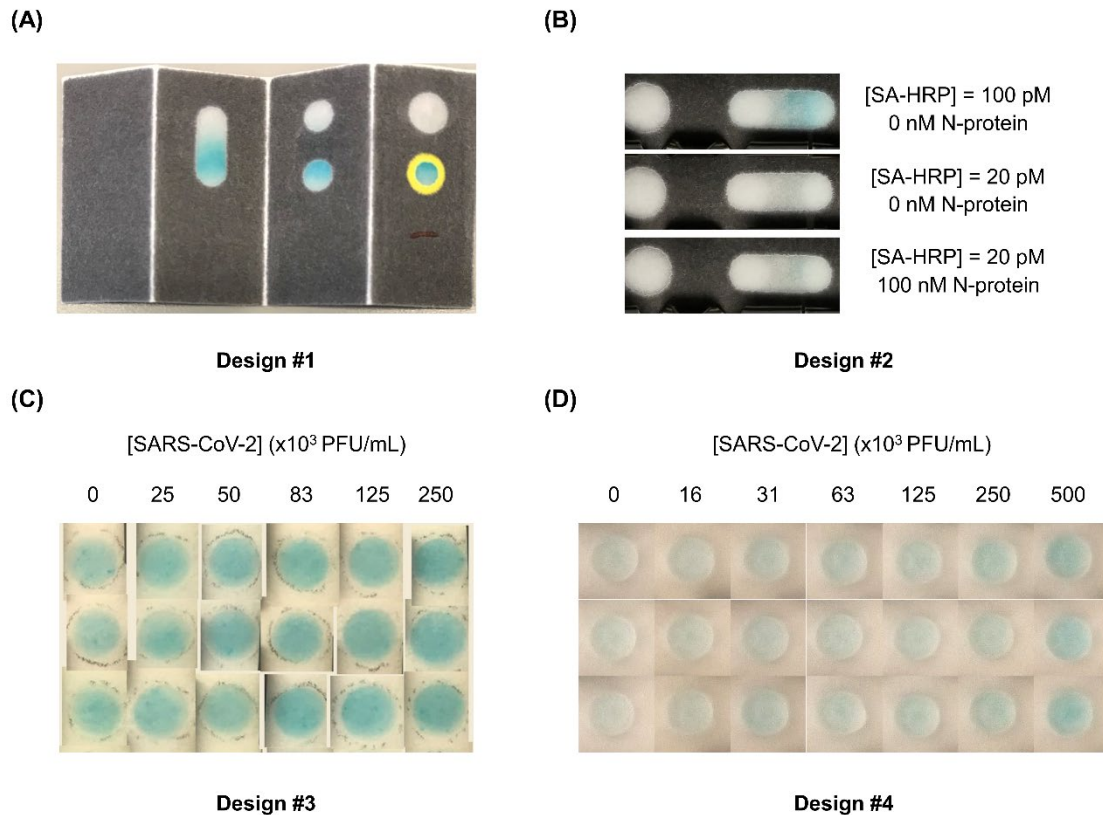 (A)
(B)
[SA-HRP] = 100 pM
0 nM N-protein
[SA-HRP] = 20 pM
0 nM N-protein
[SA-HRP] = 20 pM
100 nM N-protein
Design #1
Design #2
(C)
(D)
[SARS-CoV-2] (x10³ PFU/mL)
0 25 50 83 125 250
[SARS-CoV-2] (x10³ PFU/mL)
0 16 31 63 125 250 500
Design #3
Design #4